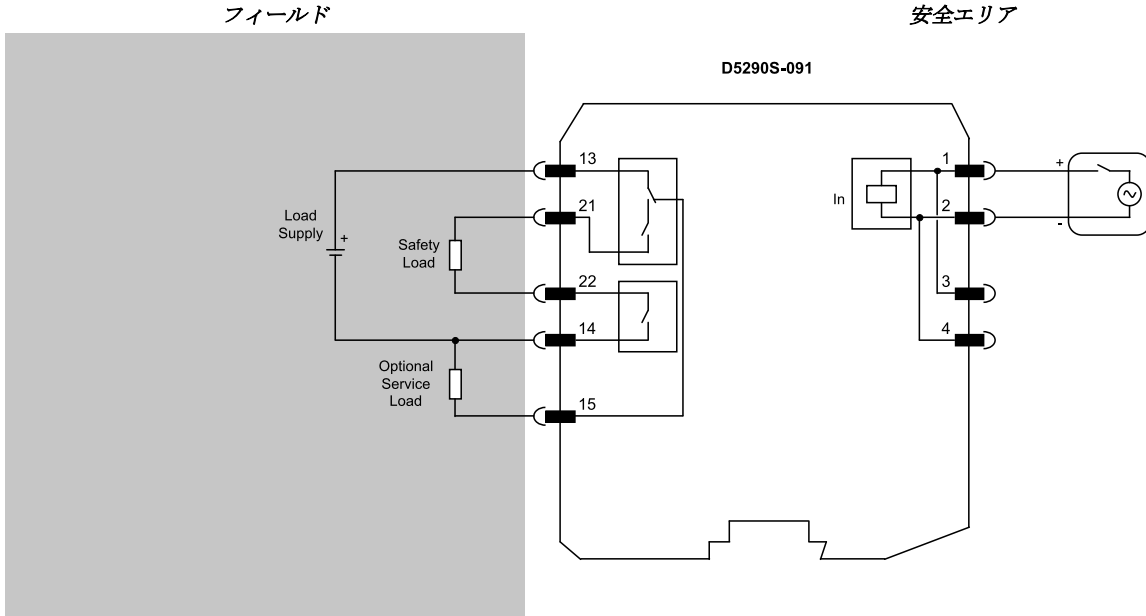 フィールド
安全エリア
D5290S-091
13
21
22
14
15
Load
Supply
+
Safety
Load
Optional
Service
Load
In
1
2
3
4
+
-